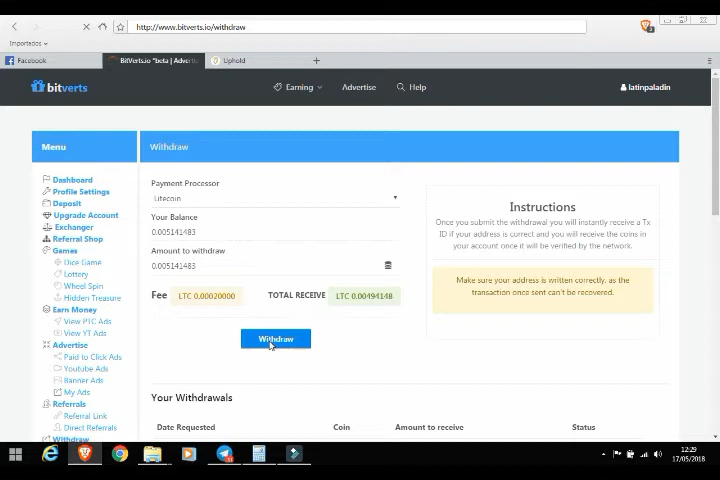 http://www.bitverts.io/withdraw
Importados
Facebook
BitVerts.io *beta | Adverti
Uphold
bitverts
Earning
Advertise
Help
latinpaladin
Menu
Dashboard
Profile Settings
Deposit
Upgrade Account
Exchanger
Referral Shop
Games
Dice Game
Lottery
Wheel Spin
Hidden Treasure
Earn Money
View PTC Ads
View YT Ads
Advertise
Paid to Click Ads
Youtube Ads
Banner Ads
My Ads
Referrals
Referral Link
Direct Referrals
Withdraw
Withdraw
Payment Processor
Litecoin
Your Balance
0.005141483
Amount to withdraw
0.005141483
Fee LTC 0.00020000 TOTAL RECEIVE LTC 0.00494148
Withdraw
Instructions
Once you submit the withdrawal you will instantly receive a Tx
ID if your address is correct and you will receive the coins in
your account once it will be verified by the network.
Make sure your address is written correctly, as the
transaction once sent can't be recovered.
Your Withdrawals
Date Requested Coin Amount to receive Status
12:29
17/05/2018